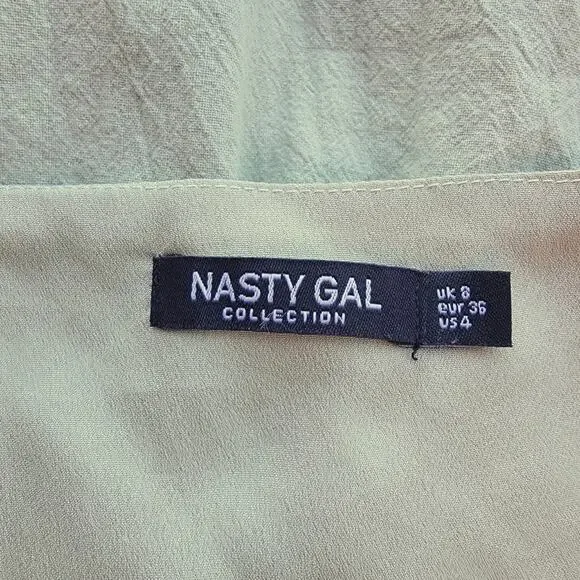 NASTY GAL
COLLECTION
uk 8
eur 36
us 4